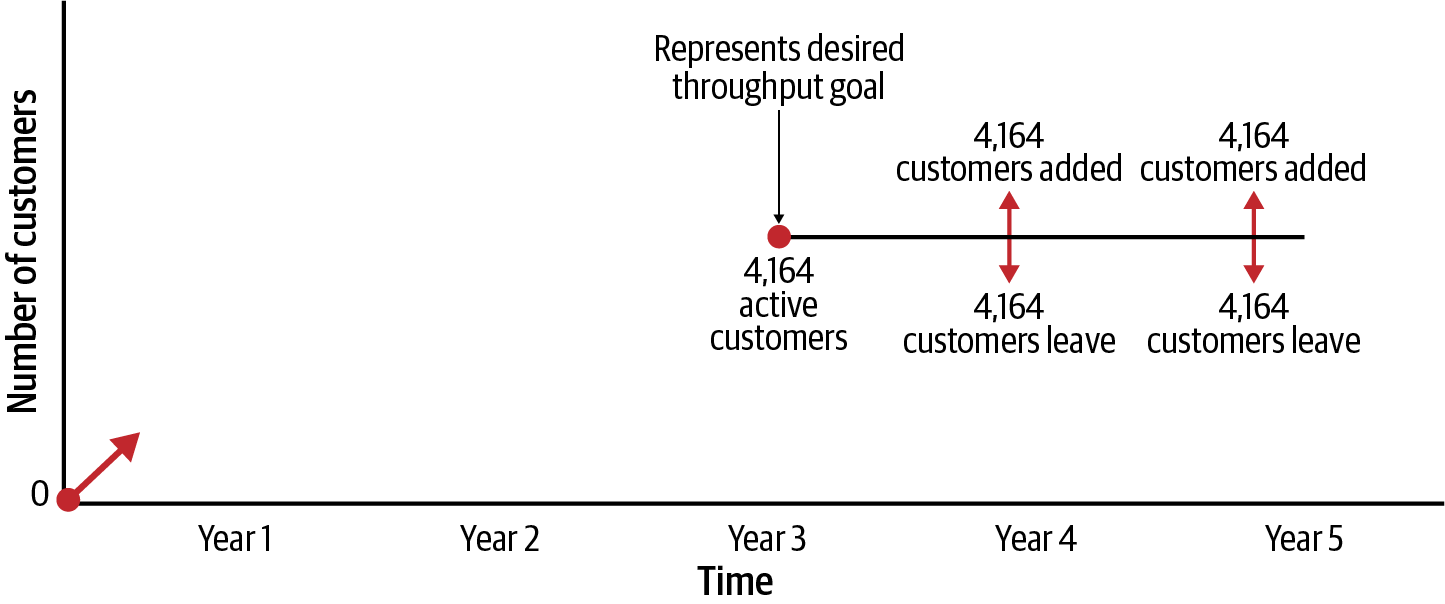 Number of customers
Represents desired
throughput goal
4,164
customers added
4,164
customers added
4,164
active
customers
4,164
customers leave
4,164
customers leave
0
Year 1
Year 2
Year 3
Year 4
Year 5
Time